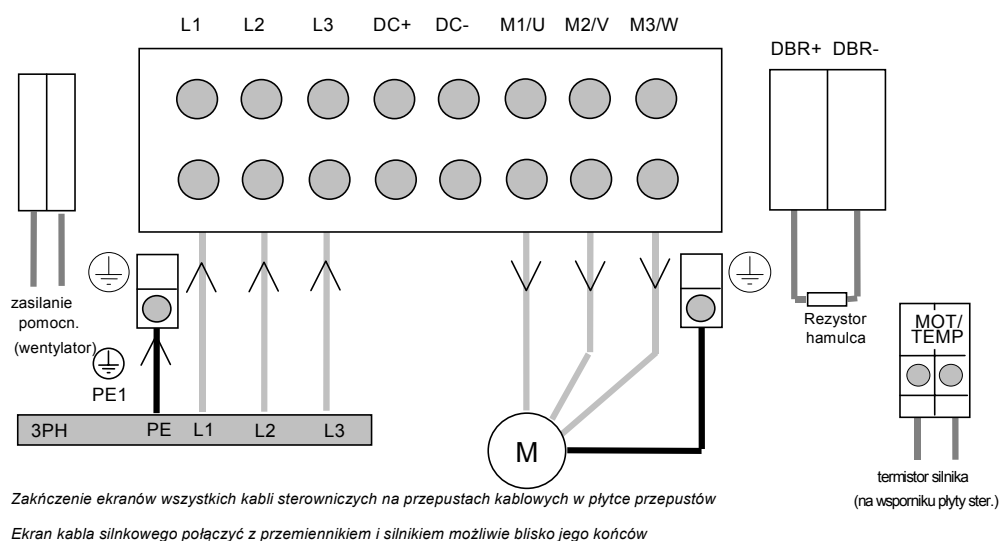 L1 L2 L3 DC+ DC- M1/U M2/V M3/W
DBR+ DBR-
zasilanie
pomocn.
(wentylator)
PE1
Rezystor
hamulca
MOT/
TEMP
3PH PE L1 L2 L3
M
termistor silnika
(na wsporniku płyty ster.)
Zakńczenie ekranów wszystkich kabli sterowniczych na przepustach kablowych w płytce przepustów
Ekran kabla silnkowego połączyć z przemiennikiem i silnikiem możliwie blisko jego końców